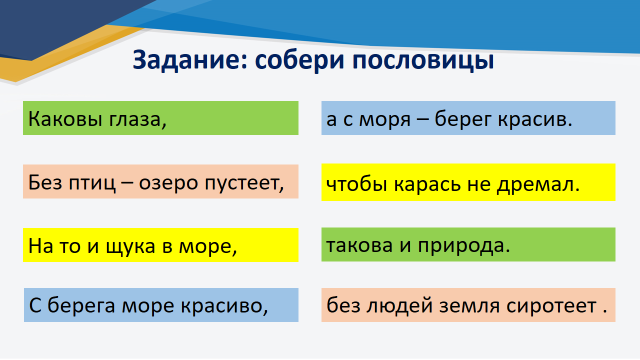 Задание: собери пословицы
Каковы глаза,
а с моря – берег красив.
Без птиц – озеро пустеет,
чтобы карась не дремал.
На то и щука в море,
такова и природа.
С берега море красиво,
без людей земля сиротеет .